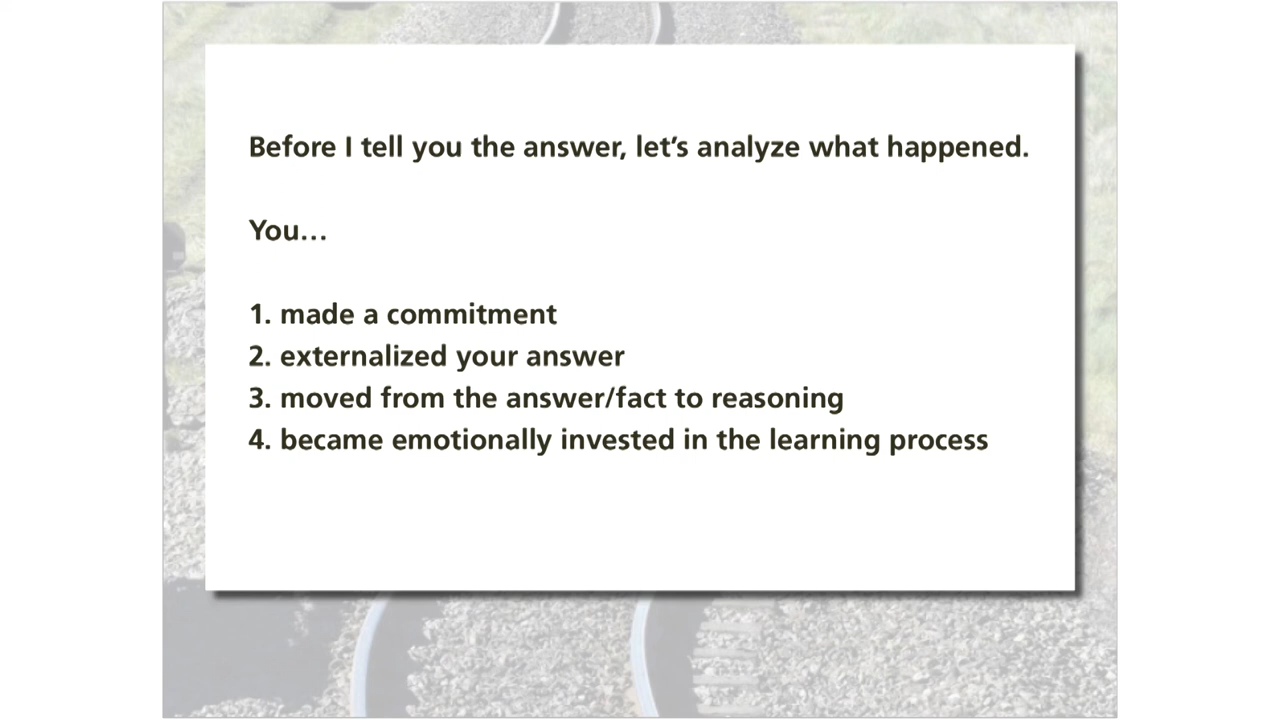 Before I tell you the answer, let’s analyze what happened.
You...
1. made a commitment
2. externalized your answer
3. moved from the answer/fact to reasoning
4. became emotionally invested in the learning process